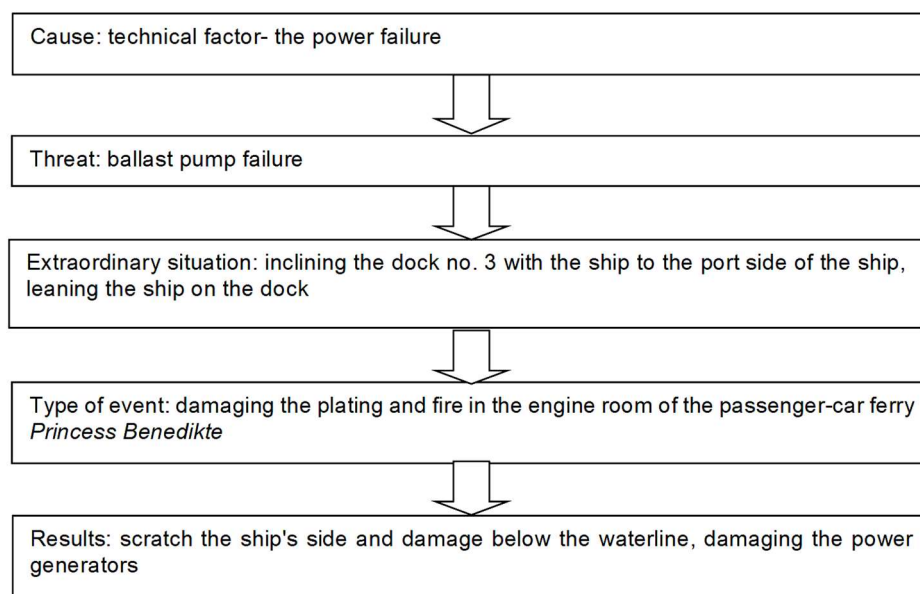 Cause: technical factor- the power failure
Threat: ballast pump failure
Extraordinary situation: inclining the dock no. 3 with the ship to the port side of the ship,
leaning the ship on the dock
Type of event: damaging the plating and fire in the engine room of the passenger-car ferry
Princess Benedikte
Results: scratch the ship's side and damage below the waterline, damaging the power
generators